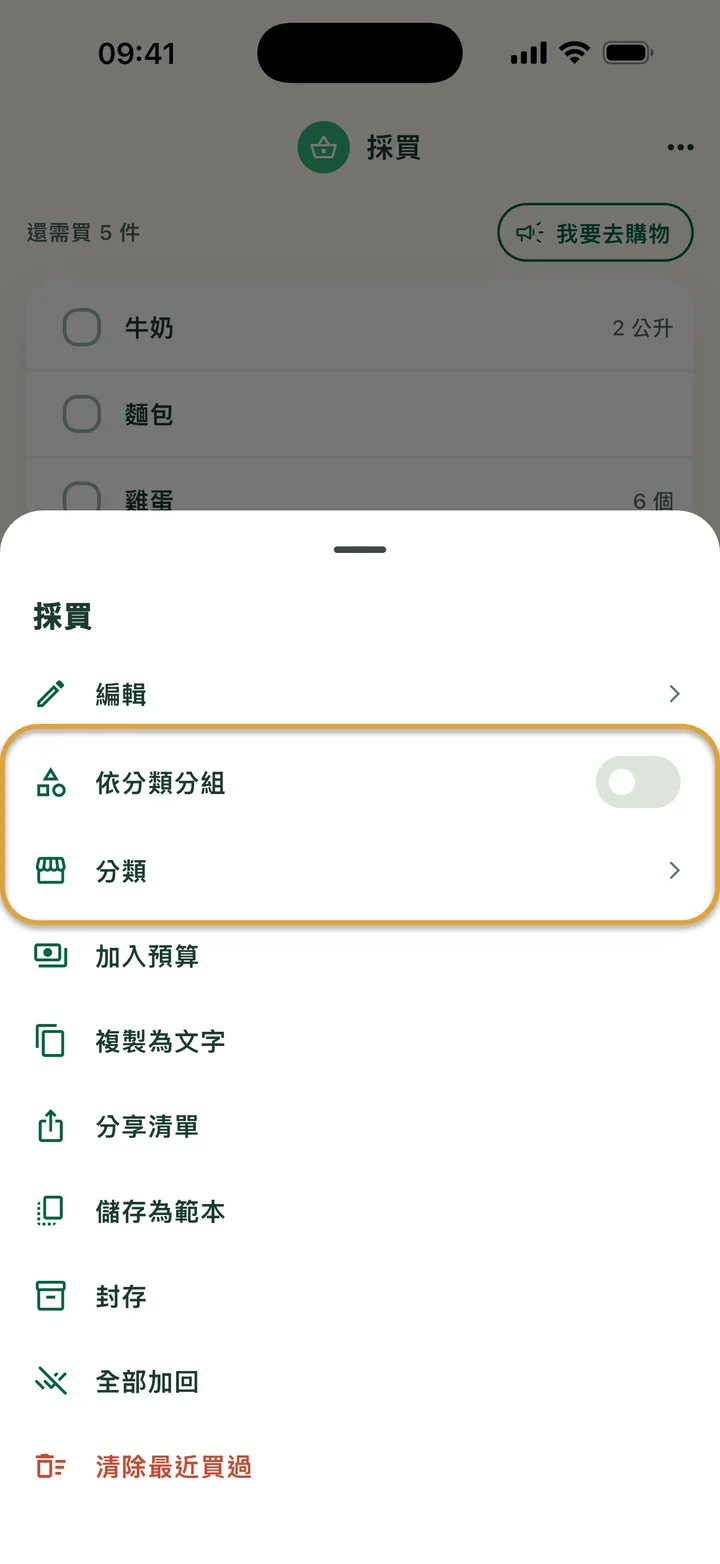 09:41
採買
還需買 5 件
我要去購物
牛奶
2 公升
麵包
雞蛋
6 個
採買
編輯
依分類分組
分類
加入預算
複製為文字
分享清單
儲存為範本
封存
全部加回
清除最近買過